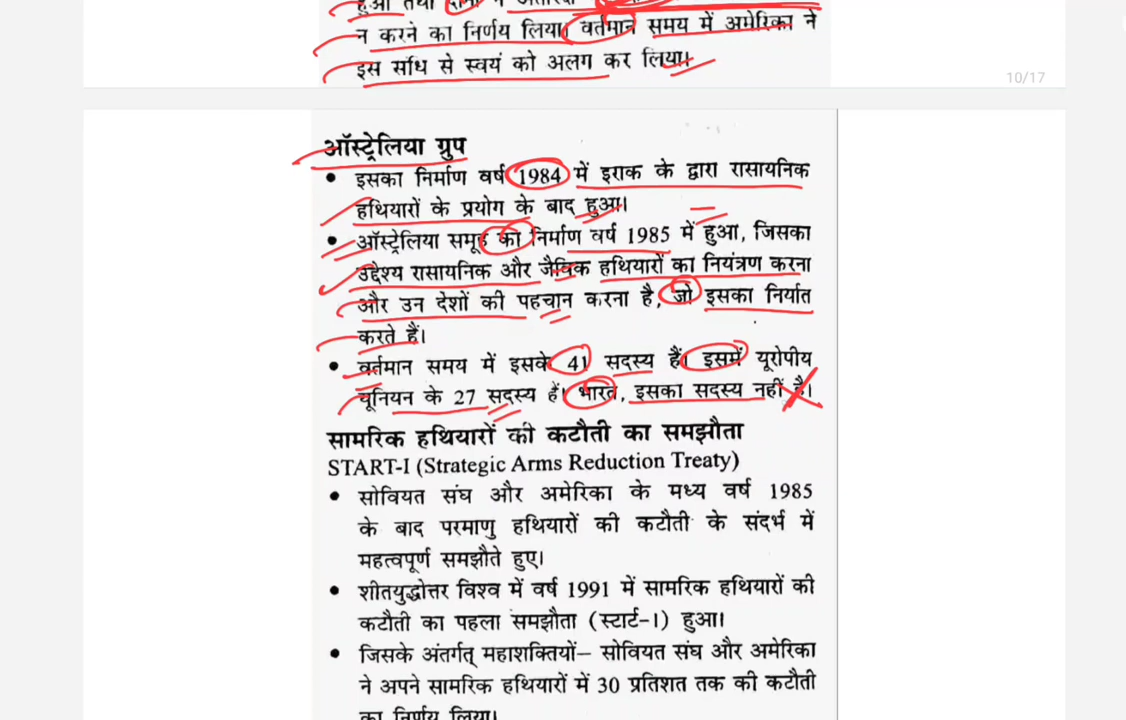 हुआ तथा
न करने का निर्णय लिया। वर्तमान समय में अमेरिका ने
इस संधि से स्वयं को अलग कर लिया।
10/17
ऑस्ट्रेलिया ग्रुप
• इसका निर्माण वर्ष 1984 में इराक के द्वारा रासायनिक
हथियारों के प्रयोग के बाद हुआ।
• ऑस्ट्रेलिया समूह का निर्माण वर्ष 1985 में हुआ, जिसका
उद्देश्य रासायनिक और जैविक हथियारों का नियंत्रण करना
और उन देशों की पहचान करना है, जो इसका निर्यात
करते हैं।
• वर्तमान समय में इसके 41 सदस्य हैं। इसमें यूरोपीय
यूनियन के 27 सदस्य हैं। भारत, इसका सदस्य नहीं है।
सामरिक हथियारों की कटौती का समझौता
START-I (Strategic Arms Reduction Treaty)
• सोवियत संघ और अमेरिका के मध्य वर्ष 1985
के बाद परमाणु हथियारों की कटौती के संदर्भ में
महत्वपूर्ण समझौते हुए।
• शीतयुद्धोत्तर विश्व में वर्ष 1991 में सामरिक हथियारों की
कटौती का पहला समझौता (स्टार्ट-I) हुआ।
• जिसके अंतर्गत् महाशक्तियों– सोवियत संघ और अमेरिका
ने अपने सामरिक हथियारों में 30 प्रतिशत तक की कटौती
का निर्णय लिया।